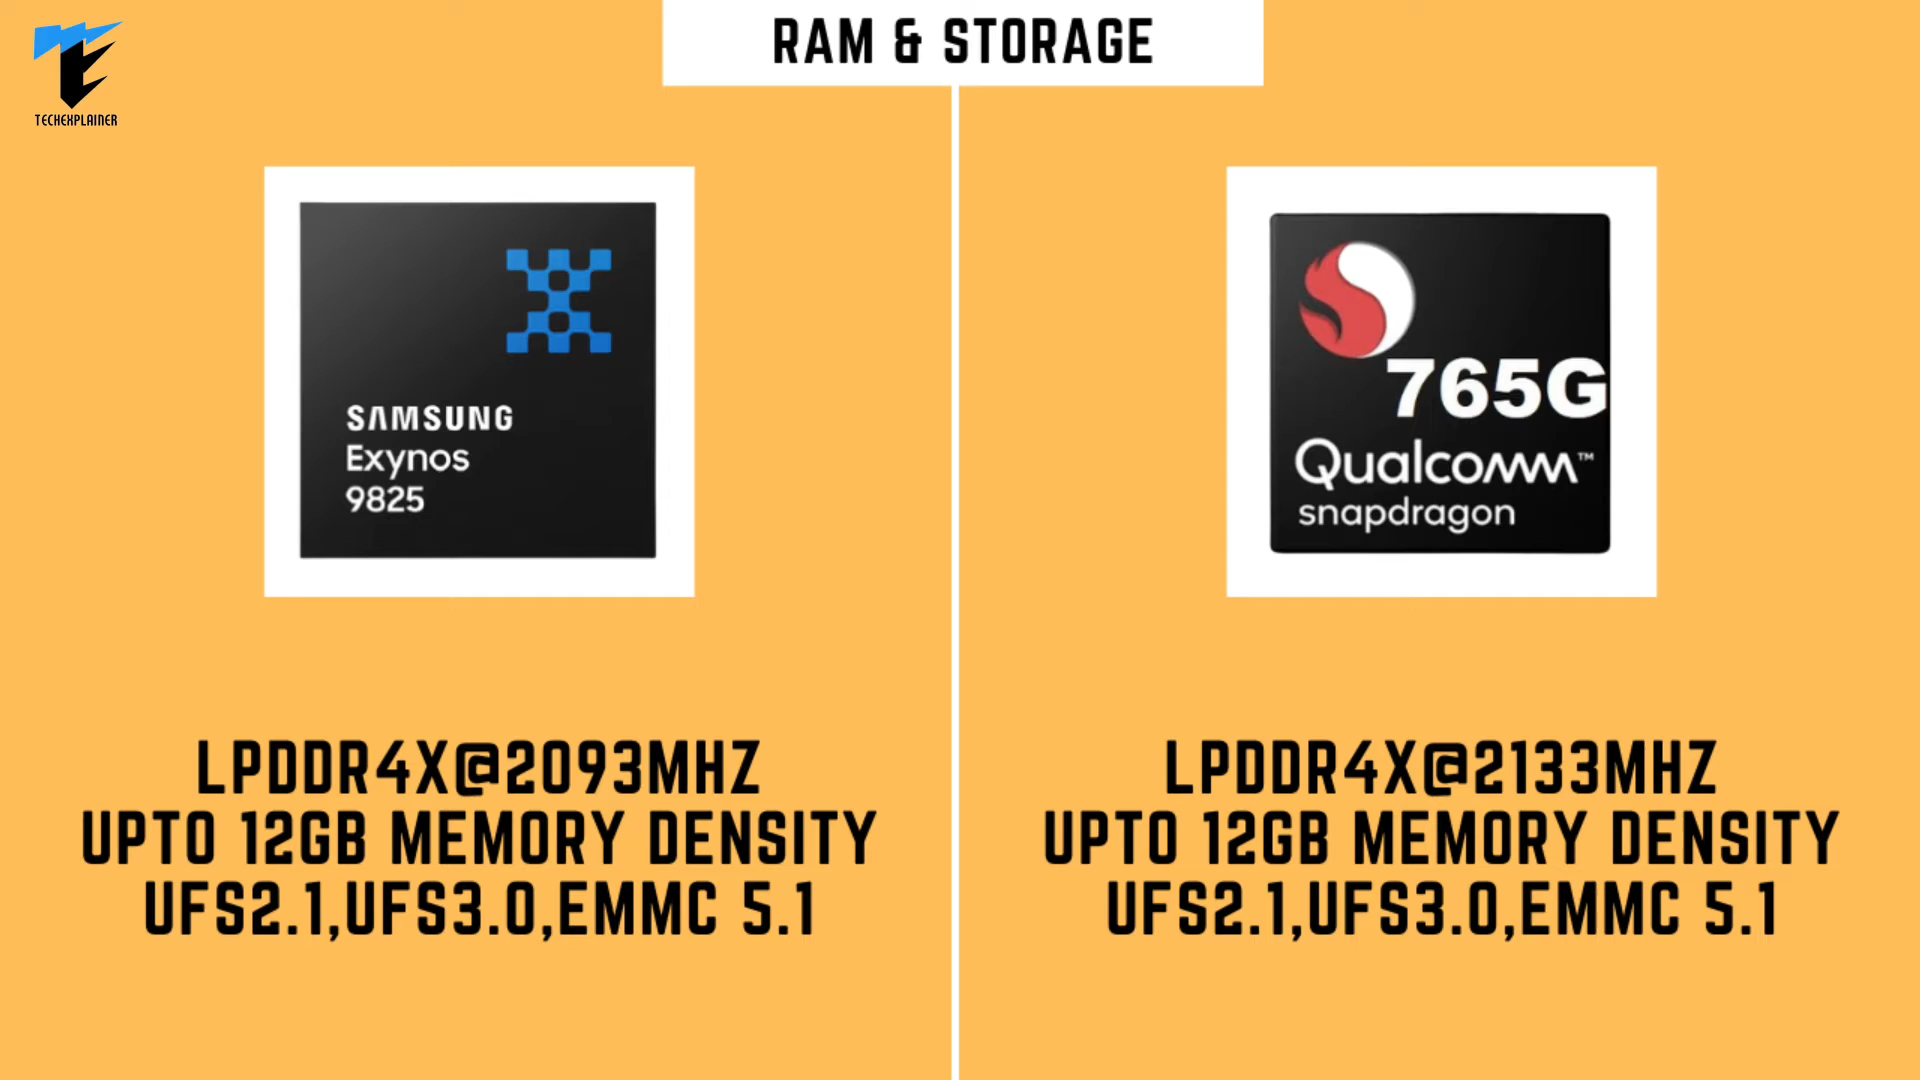 RAM & STORAGE
TECHEXPLAINER
SAMSUNG
Exynos
9825
765G
Qualcomm™
snapdragon
LPDDR4X@2093MHZ
UPTO 12GB MEMORY DENSITY
UFS2.1,UFS3.0,EMMC 5.1
LPDDR4X@2133MHZ
UPTO 12GB MEMORY DENSITY
UFS2.1,UFS3.0,EMMC 5.1